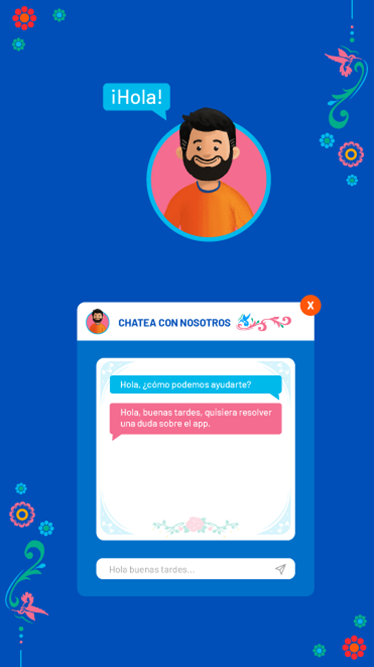 ¡Hola!
X
CHATEA CON NOSOTROS
Hola, ¿cómo podemos ayudarte?
Hola, buenas tardes, quisiera resolver
una duda sobre el app.
Hola buenas tardes...